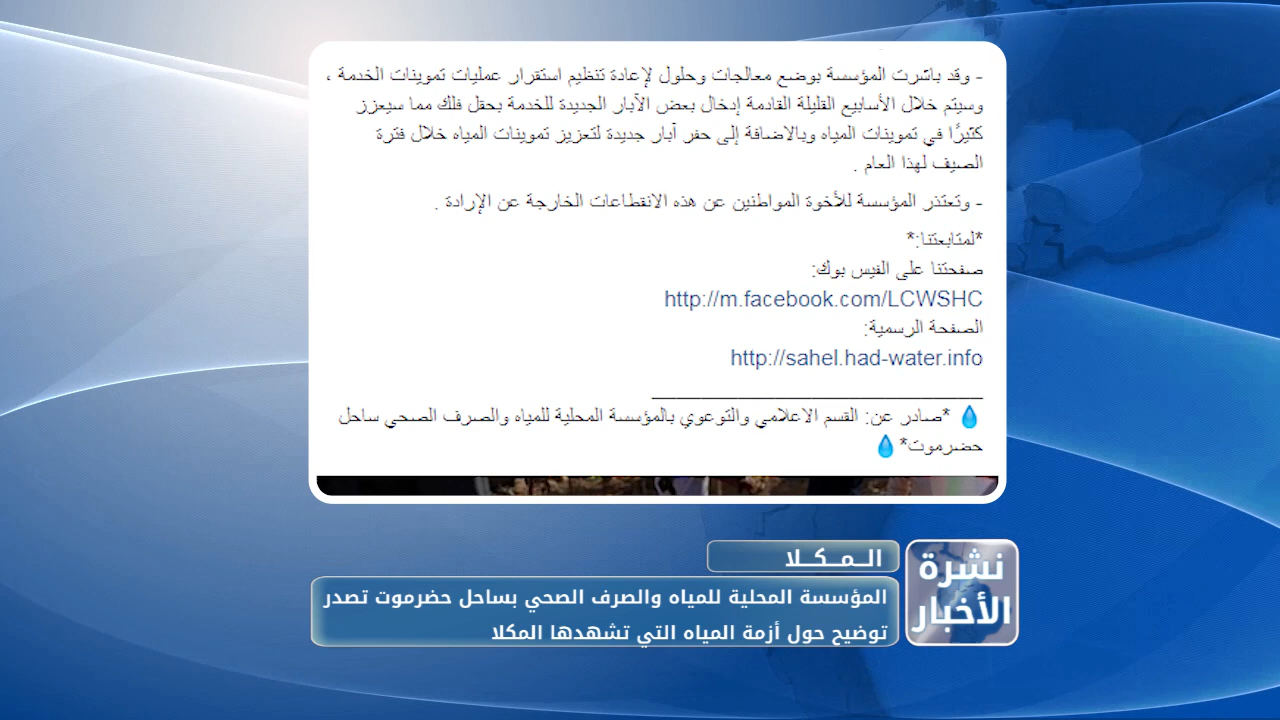 - وقد باشرت المؤسسة بوضع معالجات وحلول لإعادة تنظيم استقرار عمليات تموينات الخدمة ،
وسيتم خلال الأسابيع القليلة القادمة إدخال بعض الآبار الجديدة للخدمة بحقل فلك مما سيعزز
كثيرًا في تموينات المياه وبالاضافة إلى حفر آبار جديدة لتعزيز تموينات المياه خلال فترة
الصيف لهذا العام .
- وتعتذر المؤسسة للأخوة المواطنين عن هذه الانقطاعات الخارجة عن الإرادة .
*لمتابعتنا:*
صفحتنا على الفيس بوك:
http://m.facebook.com/LCWSHC
الصفحة الرسمية:
http://sahel.had-water.info
______________________________
💧 *صادر عن: القسم الاعلامي والتوعوي بالمؤسسة المحلية للمياه والصرف الصحي ساحل
حضرموت*💧
نشرة
الأخبار
الــمــكــلا
المؤسسة المحلية للمياه والصرف الصحي بساحل حضرموت تصدر
توضيح حول أزمة المياه التي تشهدها المكلا